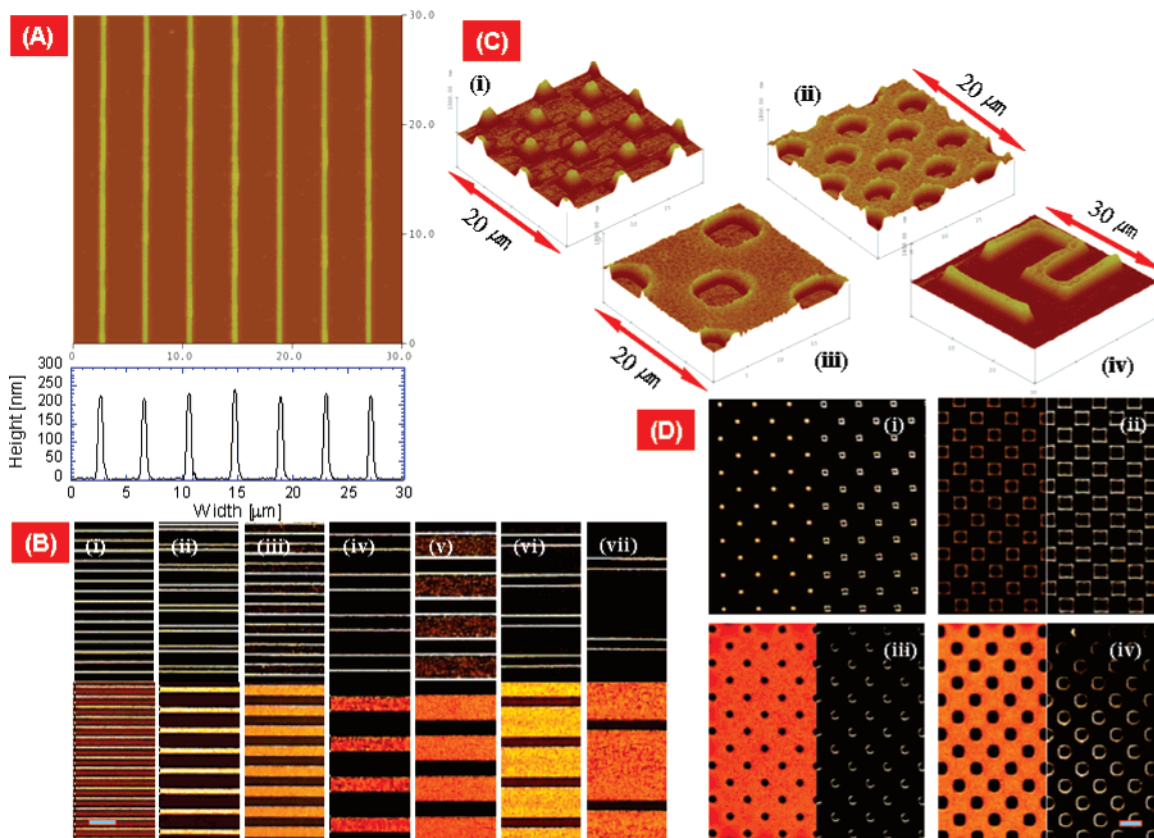 (A)
30.0
20.0
10.0
0
0 10.0 20.0 30.0
300
250
200
150
100
50
0
Height [nm]
0 5 10 15 20 25 30
Width [μm]
(B)
(i) (ii) (iii) (iv) (v) (vi) (vii)
(C)
(i)
20 μm
(ii)
20 μm
(iii)
20 μm
(iv)
30 μm
(D)
(i)
(ii)
(iii)
(iv)